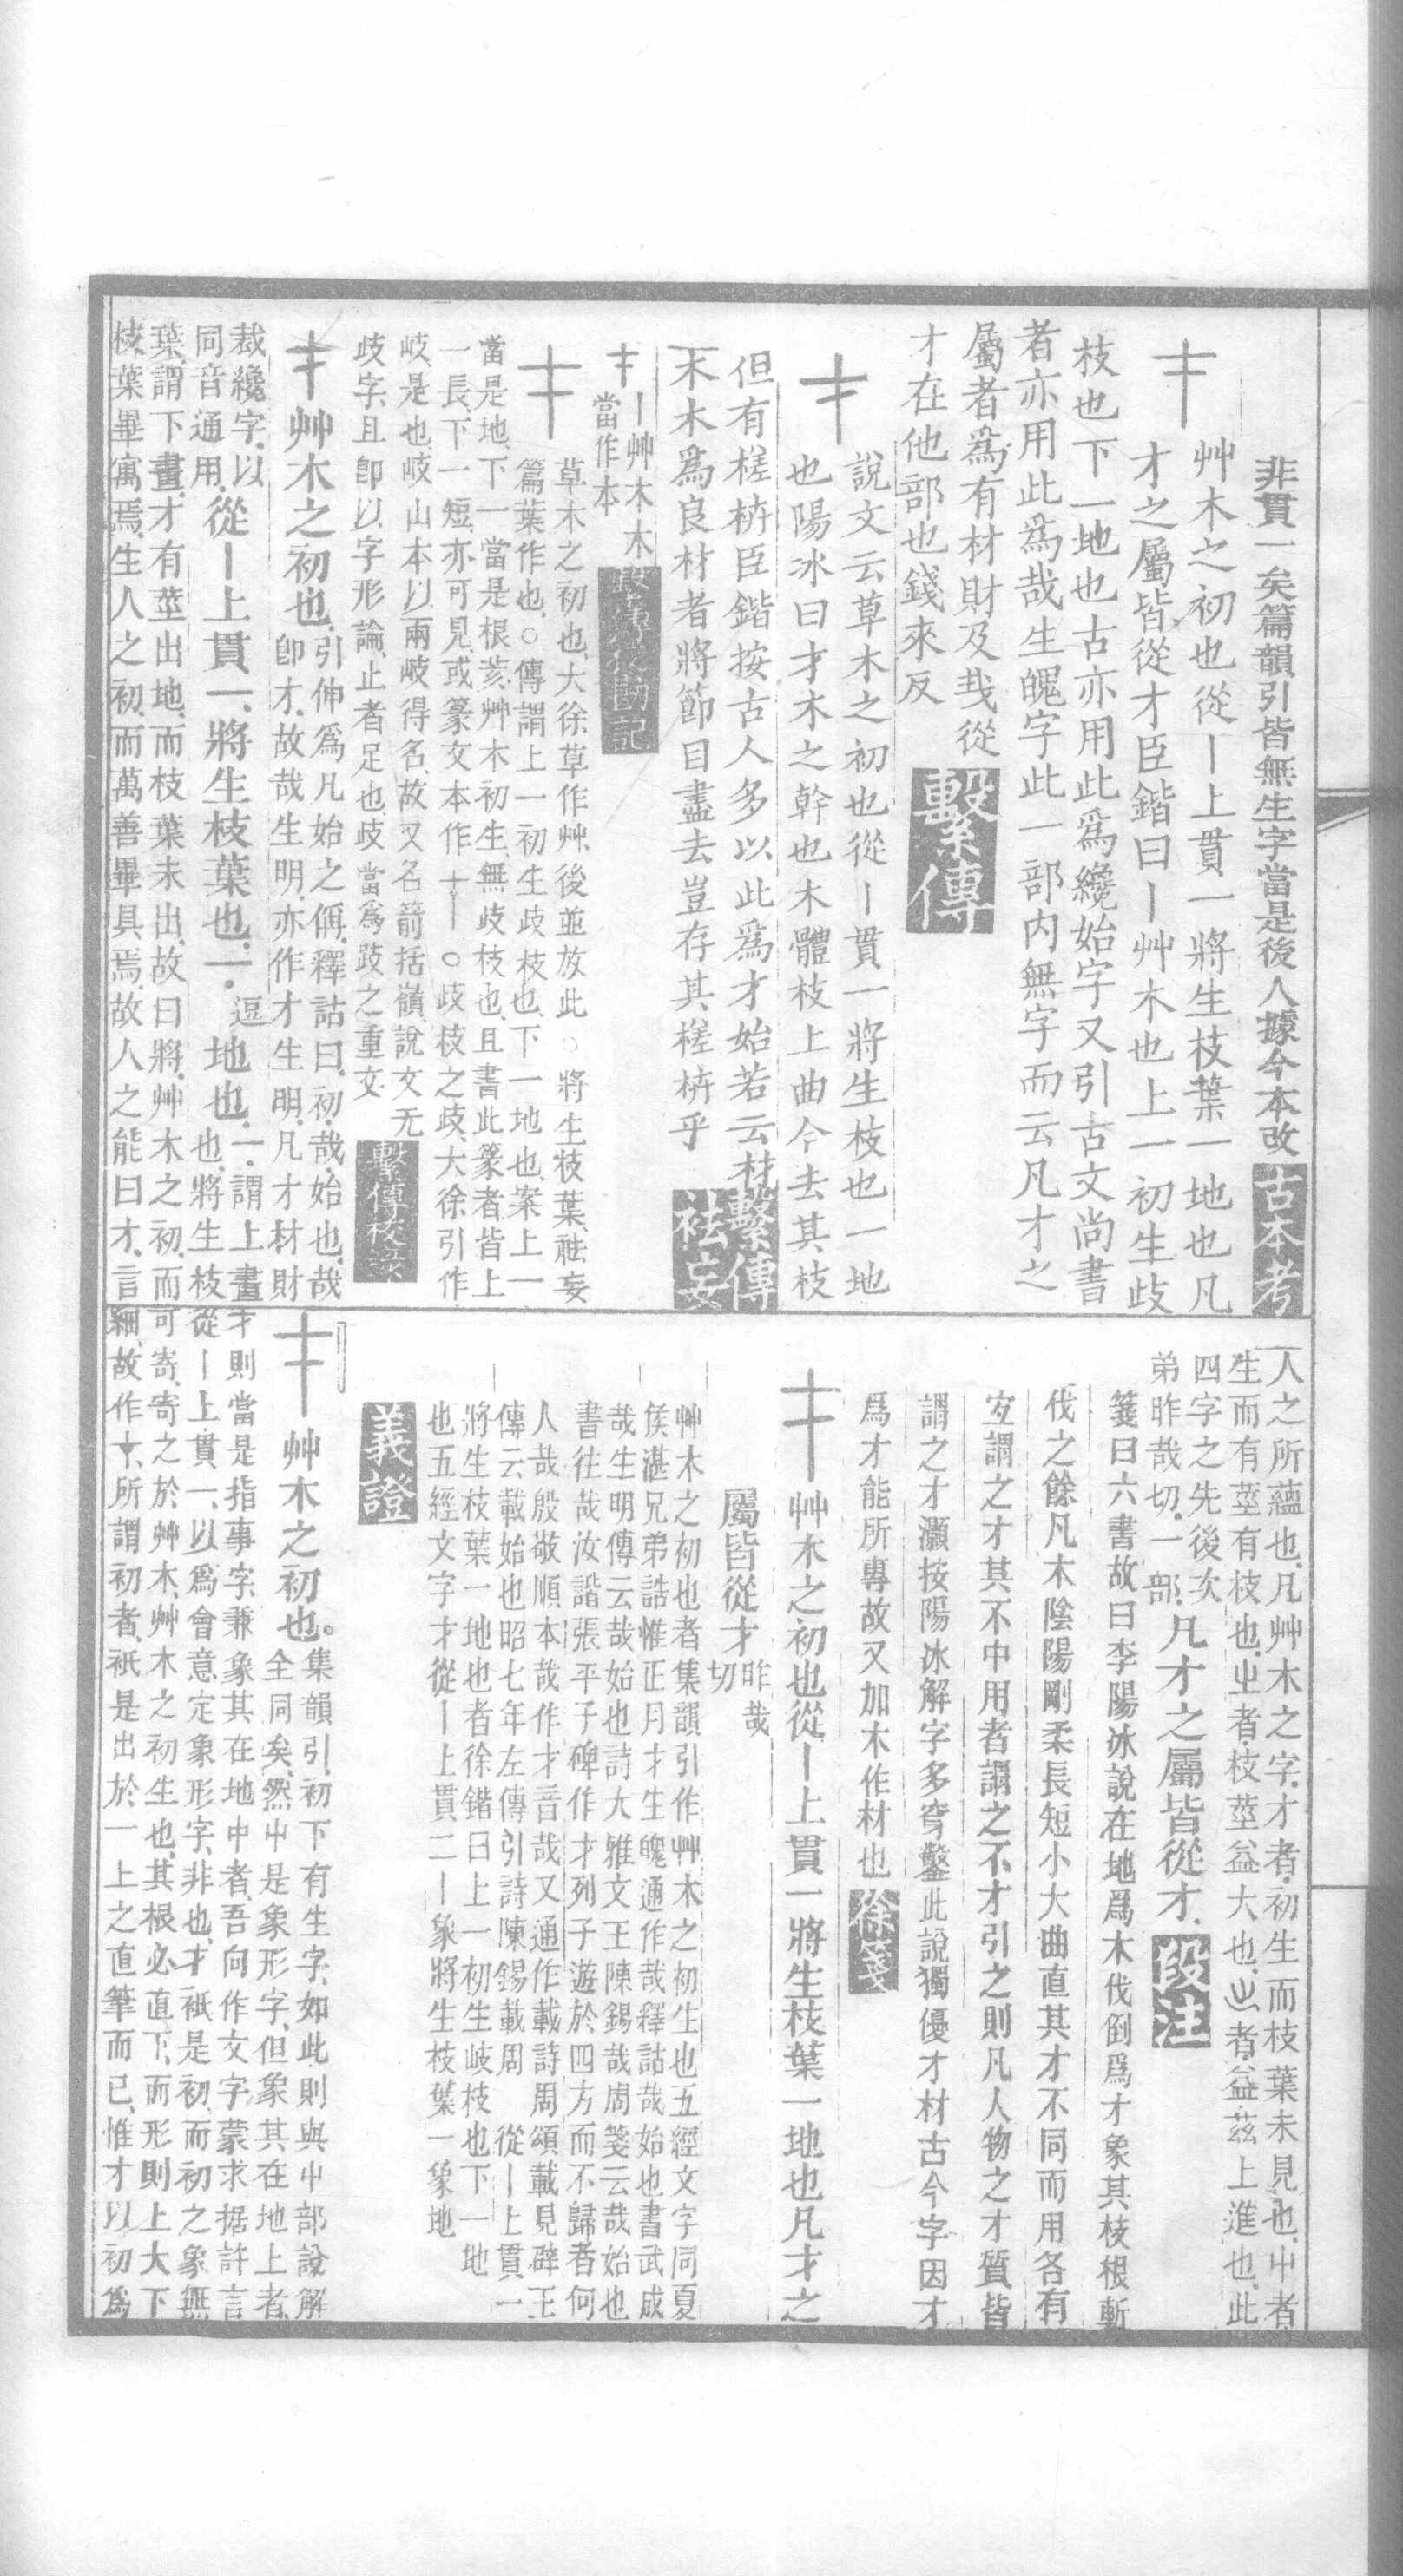 非貫一矣篇韻引皆無生字當是後人據今本改 古本考
艸木之初也從丨上貫一將生枝葉一地也凡
才之屬皆從才臣鍇曰丨艸木也上一初生歧
枝也下一地也古亦用此爲纔始字又引古文尚書
者亦用此爲哉生魄字此一部内無字而云凡才之
屬者爲有材財及𢦏從
才在他部也錢來反 繫傳
說文云草木之初也從丨貫一將生枝也一地
也陽冰曰才木之幹也木體枝上曲今去其枝
但有槎枿臣鍇按古人多以此爲才始若云材
不木爲良材者將節目盡去豈存其槎枿乎 繫傳祛妄
丨艸木木
當作本 繫傳校勘記
草木之初也、大徐草作艸、後並放此○將生枝葉、祛妄
篇葉作也、○傳謂上一初生歧枝也、下一地也、案上一
當是地、下一當是根荄、艸木初生、無歧枝也、且書此篆者皆上
一長、下一短、亦可見、或篆文本作十丨○歧枝之歧、大徐引作
岐、是也岐山本以兩岐得名、故又名箭括嶺、說文无
歧字、且卽以字形論、止者足也、歧當爲跂之重文 繫傳校录
艸木之初也、引伸爲凡始之偁、釋詁曰、初哉、始也、哉
卽才、故哉生明、亦作才生明、凡才材財
裁纔字、以
同音通用、從丨上貫一、將生枝葉也、一、逗地也、一、謂上畫
也、將生枝
葉、謂下畫、才有莖出地、而枝葉未出、故曰將、艸木之初、而
枝葉畢寓焉、生人之初、而萬善畢具焉、故人之能曰才、言
人之所蘊也、凡艸木之字、才者、初生而枝葉未見也、屮者、
生而有莖有枝也、㞢者、枝莖益大也、出者、益茲上進也、此
四字之先後次
弟、昨哉切、一部、凡才之屬皆從才、 段注
箋曰六書故曰李陽冰說在地爲木伐倒爲才象其枝根斬
伐之餘凡木陰陽剛柔長短小大曲直其才不同而用各有
宜謂之才其不中用者謂之不才引之則凡人物之才質皆
謂之才灝按陽冰解字多穿鑿此說獨優才材古今字因才
爲才能所專故又加木作材也 徐箋
艸木之初也從丨上貫一將生枝葉一地也凡才之
屬皆從才昨哉切
艸木之初也者集韻引作艸木之初生也五經文字同夏
侯湛兄弟誥惟正月才生魄通作哉釋詁哉始也書武成
哉生明傳云哉始也詩大雅文王陳錫哉周箋云哉始也
書往哉汝諧張平子碑作才列子遊於四方而不歸者何
人哉殷敬順本哉作才音哉又通作載詩周頌載見辟王
傳云載始也昭七年左傳引詩陳錫載周 從丨上貫一
將生枝葉一地也者徐鍇曰上一初生岐枝也下一地
也五經文字才從丨上貫二丨象將生枝葉一象地
義證
艸木之初也。集韻引初下有生字、如此則與屮部說解
全同矣、然屮是象形字、但象其在地上者、
才則當是指事字、兼象其在地中者、吾向作文字蒙求据許言
從丨上貫一、以爲會意、定象形字、非也、才衹是初、而初之象無
可寄、寄之於艸木、艸木之初生也、其根必直下、而形則上大下
細、故作十、所謂初者、衹是出於一上之直筆而已、惟才以初爲